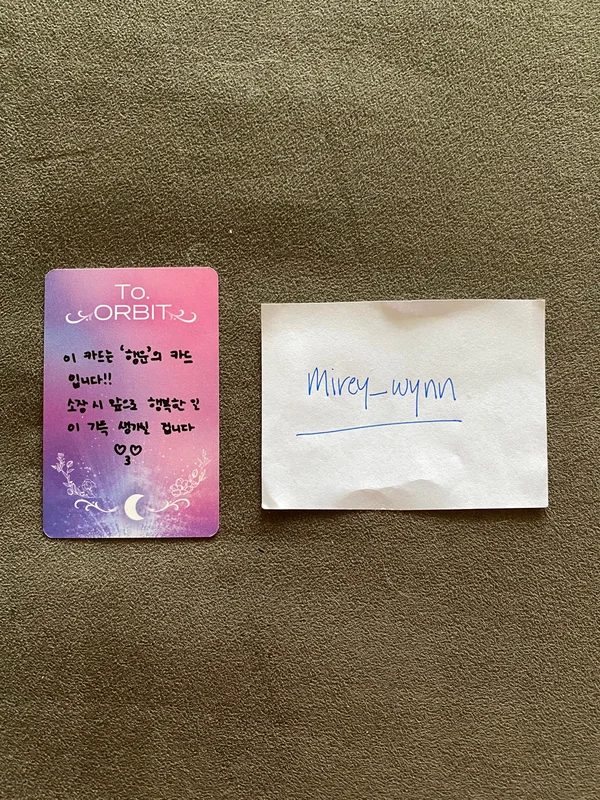 To.
ORBIT
이 카드는 '행운'의 카드
입니다!!
소장 시 앞으로 행복한 일
이 가득 생기실 겁니다
♡♡
3
Mirey_wynn